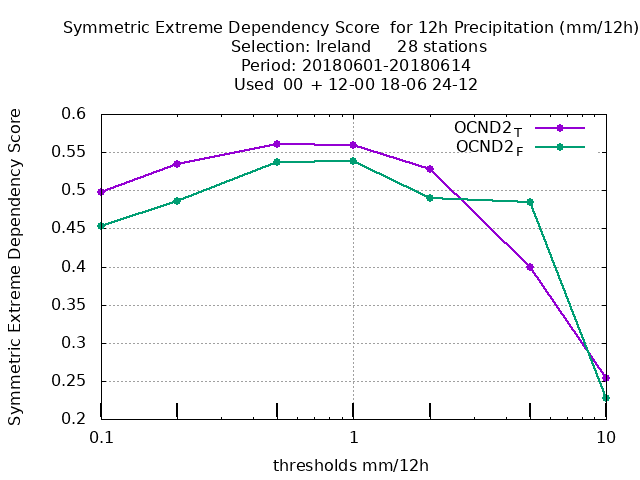 Symmetric Extreme Dependency Score  for 12h Precipitation (mm/12h)
Selection: Ireland     28 stations
Period: 20180601-20180614
Used  00  + 12-00 18-06 24-12
Symmetric Extreme Dependency Score
0.6
0.55
0.5
0.45
0.4
0.35
0.3
0.25
0.2
OCND2T
OCND2F
0.1 1 10
thresholds mm/12h